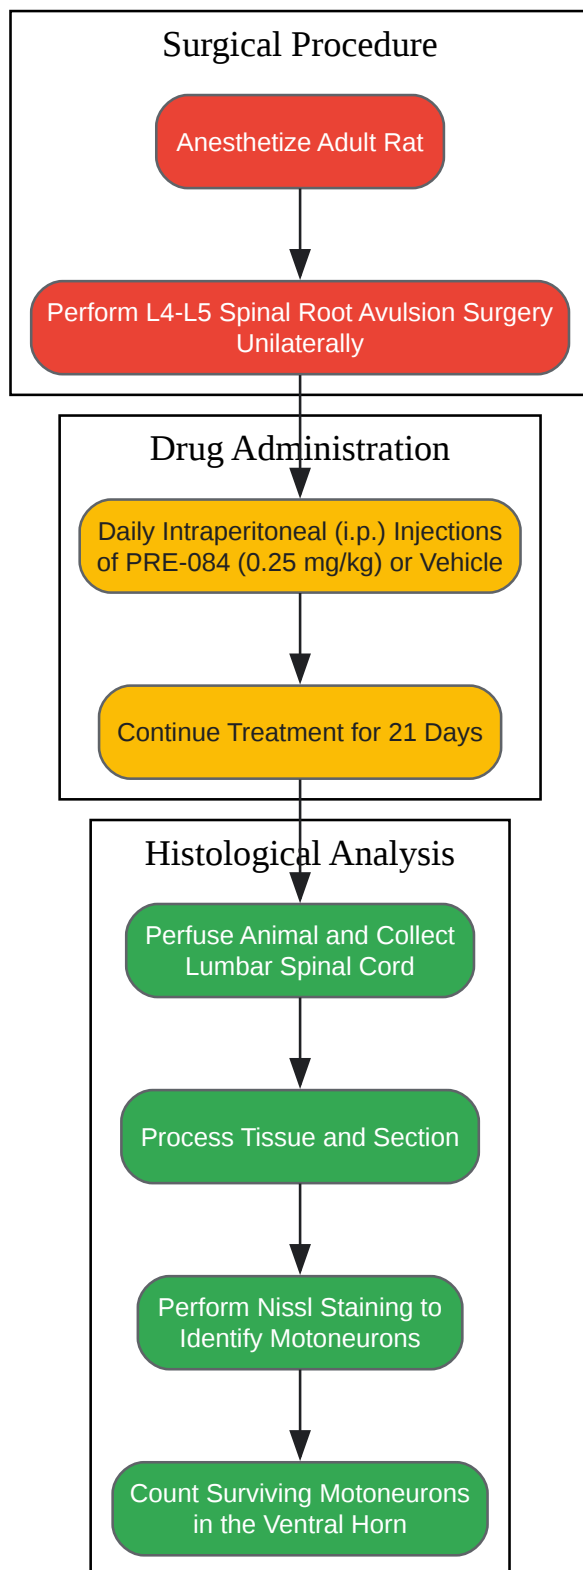 Surgical Procedure
Anesthetize Adult Rat
Perform L4-L5 Spinal Root Avulsion Surgery
Unilaterally
Drug Administration
Daily Intraperitoneal (i.p.) Injections
of PRE-084 (0.25 mg/kg) or Vehicle
Continue Treatment for 21 Days
Histological Analysis
Perfuse Animal and Collect
Lumbar Spinal Cord
Process Tissue and Section
Perform Nissl Staining to
Identify Motoneurons
Count Surviving Motoneurons
in the Ventral Horn